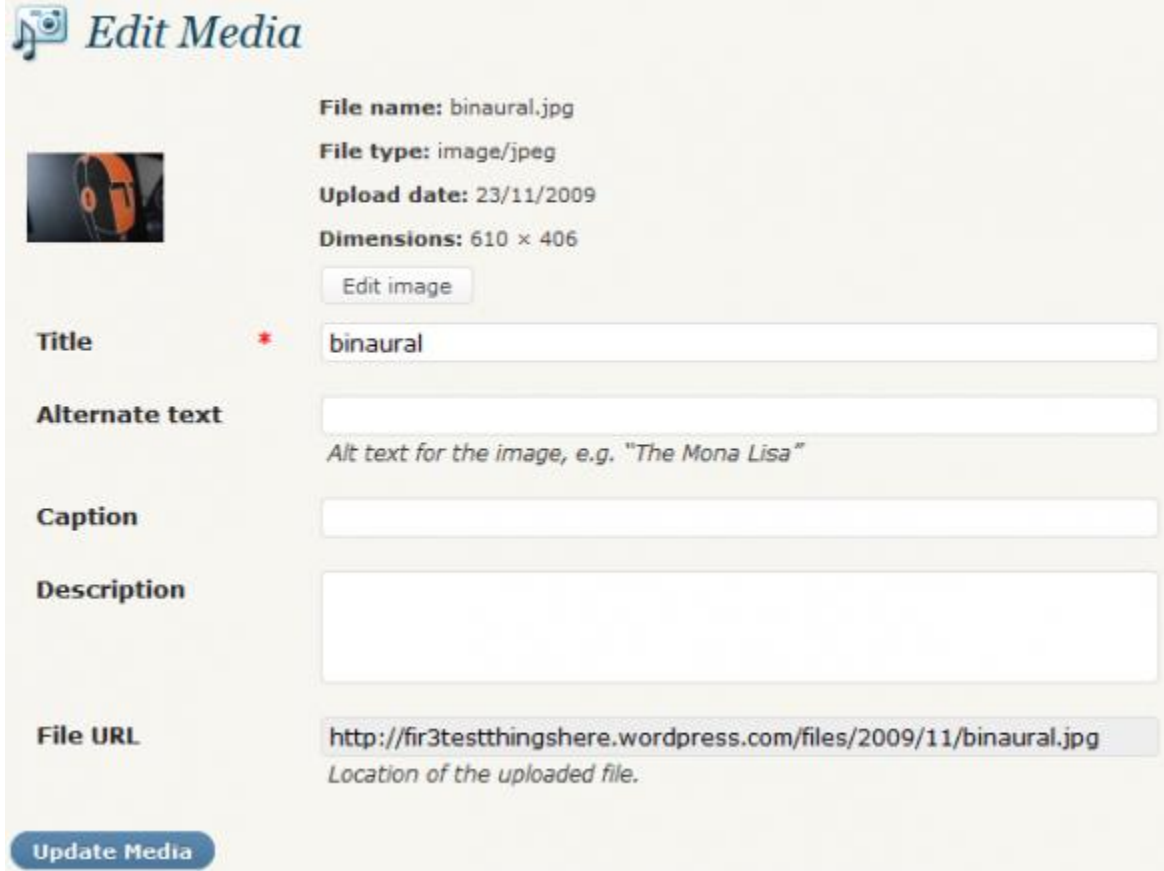 Edit Media
File name: binaural.jpg
File type: image/jpeg
Upload date: 23/11/2009
Dimensions: 610 × 406
Edit image
Title * binaural
Alternate text
Alt text for the image, e.g. “The Mona Lisa”
Caption
Description
File URL http://fir3testthingshere.wordpress.com/files/2009/11/binaural.jpg
Location of the uploaded file.
Update Media